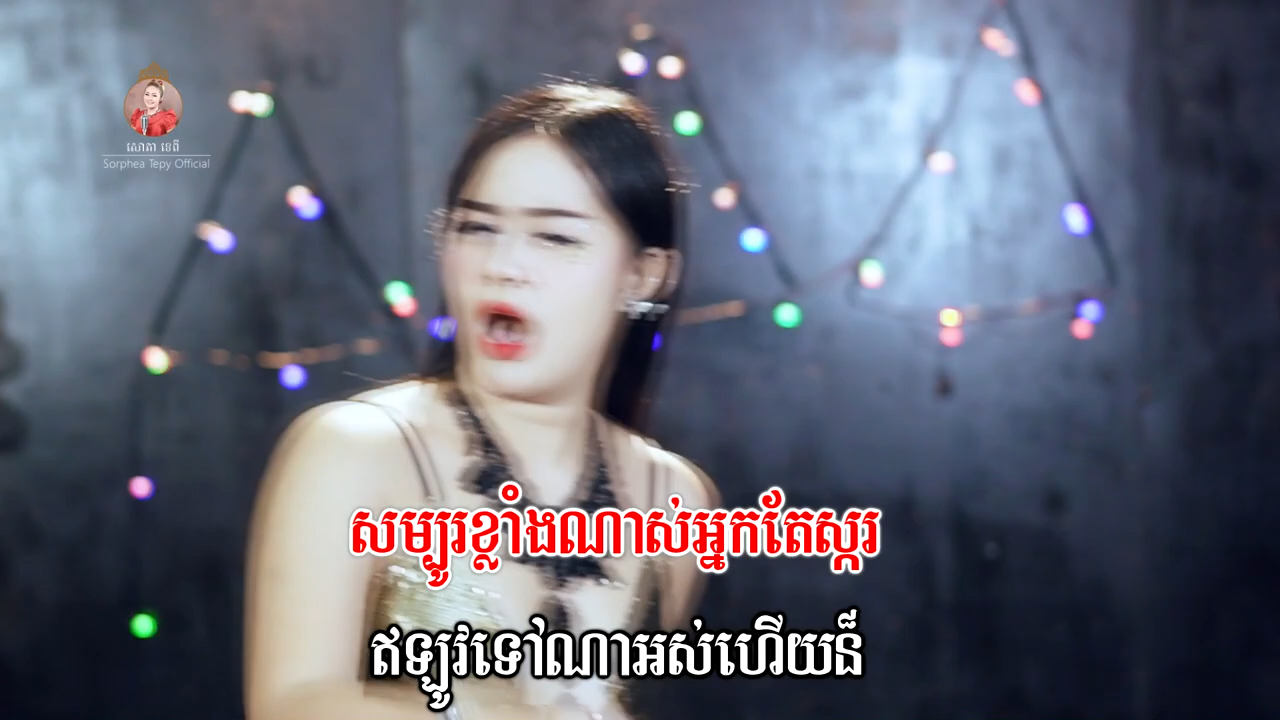 សោភា ទេពី
Sorphea Tepy Official
សម្បូរខ្លាំងណាស់អ្នកតែស្ករ
ឥឡូវទៅណាអស់ហើយន៎